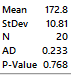 Mean 172.8
StDev 10.81
N 20
AD 0.233
P-Value 0.768